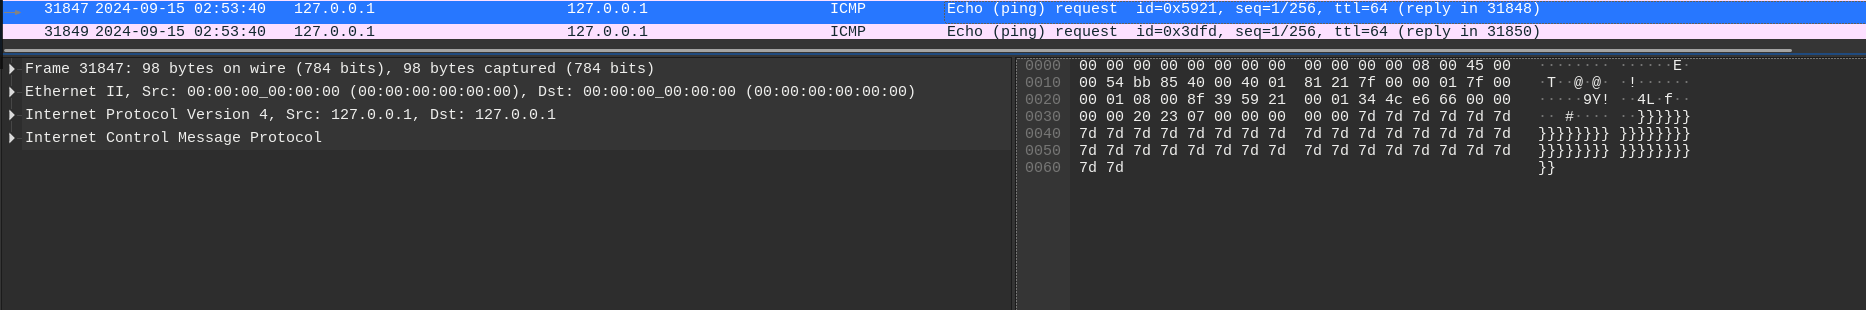 31847 2024-09-15 02:53:40 127.0.0.1 127.0.0.1 ICMP Echo (ping) request id=0x5921, seq=1/256, ttl=64 (reply in 31848)
31849 2024-09-15 02:53:40 127.0.0.1 127.0.0.1 ICMP Echo (ping) request id=0x3dfd, seq=1/256, ttl=64 (reply in 31850)
Frame 31847: 98 bytes on wire (784 bits), 98 bytes captured (784 bits)
Ethernet II, Src: 00:00:00_00:00:00 (00:00:00:00:00:00), Dst: 00:00:00_00:00:00 (00:00:00:00:00:00)
Internet Protocol Version 4, Src: 127.0.0.1, Dst: 127.0.0.1
Internet Control Message Protocol
0000 00 00 00 00 00 00 00 00 00 00 00 00 08 00 45 00 ········ ······E·
0010 00 54 bb 85 40 00 40 01 81 21 7f 00 00 01 7f 00 ·T··@·@· ·!······
0020 00 01 08 00 8f 39 59 21 00 01 34 4c e6 66 00 00 ·····9Y! ··4L·f··
0030 00 00 20 23 07 00 00 00 00 00 7d 7d 7d 7d 7d 7d ·· #···· ··}}}}}}
0040 7d 7d 7d 7d 7d 7d 7d 7d 7d 7d 7d 7d 7d 7d 7d 7d }}}}}}}} }}}}}}}}
0050 7d 7d 7d 7d 7d 7d 7d 7d 7d 7d 7d 7d 7d 7d 7d 7d }}}}}}}} }}}}}}}}
0060 7d 7d }}